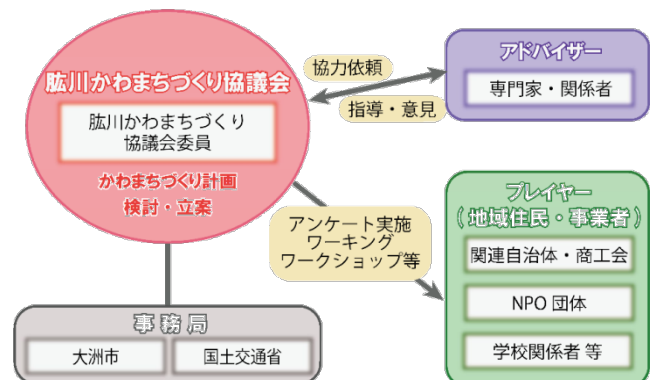 肱川かわまちづくり協議会
肱川かわまちづくり
協議会委員
かわまちづくり計画
検討・立案
協力依頼
指導・意見
アドバイザー
専門家・関係者
アンケート実施
ワーキング
ワークショップ等
プレイヤー
（地域住民・事業者）
関連自治体・商工会
NPO 団体
学校関係者 等
事務局
大洲市
国土交通省